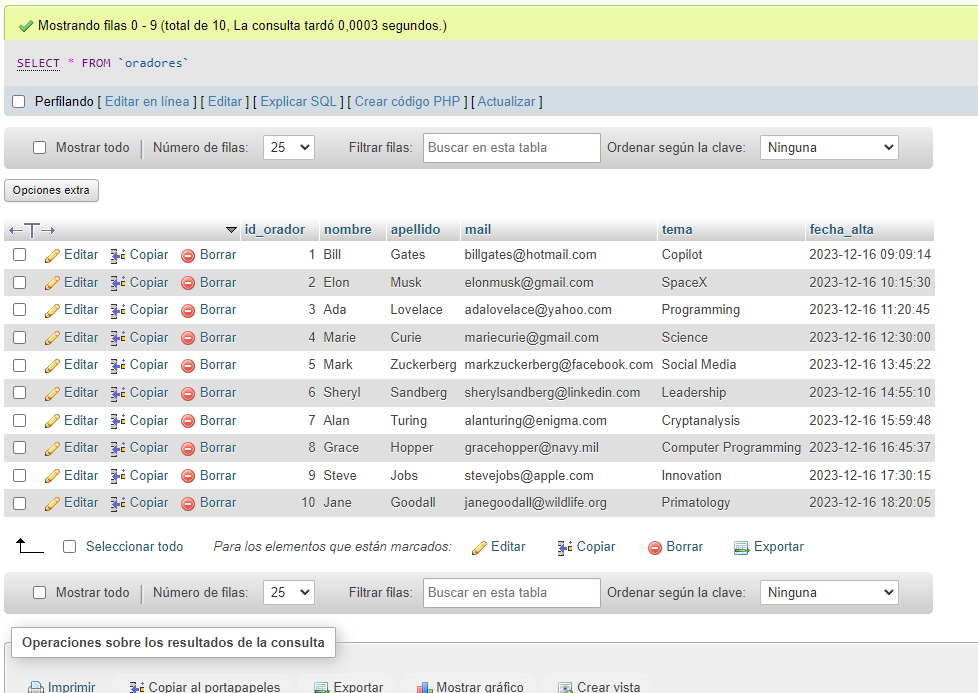 Mostrando filas 0 - 9 (total de 10, La consulta tardó 0,0003 segundos.)
SELECT * FROM `oradores`
Perfilando [ Editar en línea ] [ Editar ] [ Explicar SQL ] [ Crear código PHP ] [ Actualizar ]
Mostrar todo | Número de filas: 25 Filtrar filas: Buscar en esta tabla Ordenar según la clave: Ninguna
Opciones extra
←T→ id_orador nombre apellido mail tema fecha_alta
Editar Copiar Borrar 1 Bill Gates billgates@hotmail.com Copilot 2023-12-16 09:09:14
Editar Copiar Borrar 2 Elon Musk elonmusk@gmail.com SpaceX 2023-12-16 10:15:30
Editar Copiar Borrar 3 Ada Lovelace adalovelace@yahoo.com Programming 2023-12-16 11:20:45
Editar Copiar Borrar 4 Marie Curie mariecurie@gmail.com Science 2023-12-16 12:30:00
Editar Copiar Borrar 5 Mark Zuckerberg markzuckerberg@facebook.com Social Media 2023-12-16 13:45:22
Editar Copiar Borrar 6 Sheryl Sandberg sherylsandberg@linkedin.com Leadership 2023-12-16 14:55:10
Editar Copiar Borrar 7 Alan Turing alanturing@enigma.com Cryptanalysis 2023-12-16 15:59:48
Editar Copiar Borrar 8 Grace Hopper gracehopper@navy.mil Computer Programming 2023-12-16 16:45:37
Editar Copiar Borrar 9 Steve Jobs stevejobs@apple.com Innovation 2023-12-16 17:30:15
Editar Copiar Borrar 10 Jane Goodall janegoodall@wildlife.org Primatology 2023-12-16 18:20:05
Seleccionar todo Para los elementos que están marcados: Editar Copiar Borrar Exportar
Mostrar todo | Número de filas: 25 Filtrar filas: Buscar en esta tabla Ordenar según la clave: Ninguna
Operaciones sobre los resultados de la consulta
Imprimir Copiar al portapapeles Exportar Mostrar gráfico Crear vista